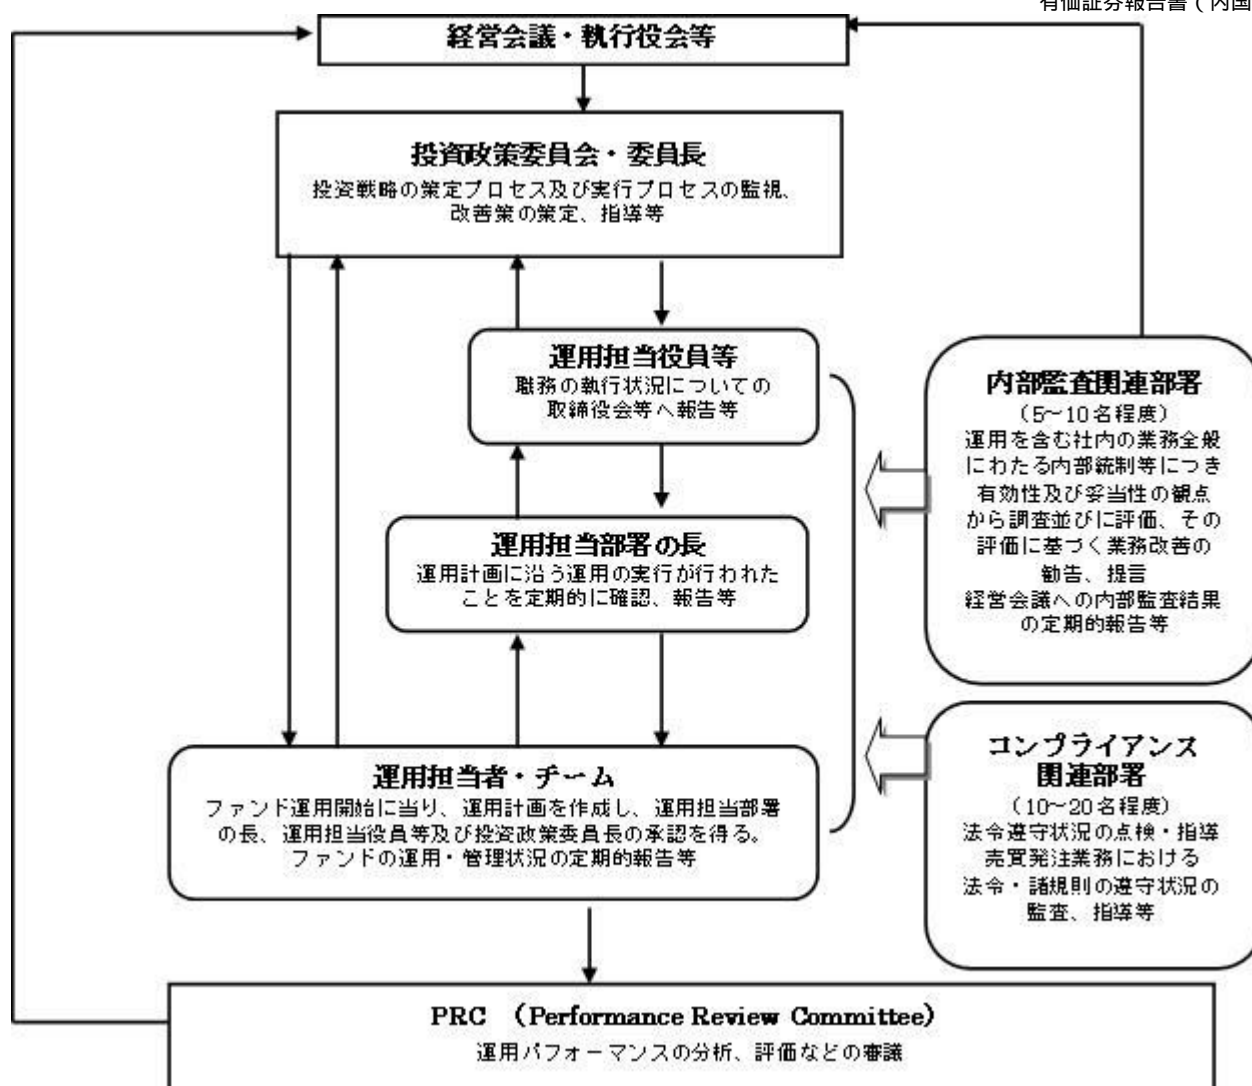 有価証券報告書（内国
経営会議・執行役会等
投資政策委員会・委員長
投資戦略の策定プロセス及び実行プロセスの監視、
改善策の策定、指導等
運用担当役員等
職務の執行状況についての
取締役会等へ報告等
運用担当部署の長
運用計画に沿う運用の実行が行われた
ことを定期的に確認、報告等
運用担当者・チーム
ファンド運用開始に当り、運用計画を作成し、運用担当部署
の長、運用担当役員等及び投資政策委員長の承認を得る。
ファンドの運用・管理状況の定期的報告等
内部監査関連部署
（5～10名程度）
運用を含む社内の業務全般
にわたる内部統制等につき
有効性及び妥当性の観点
から調査並びに評価、その
評価に基づく業務改善の
勧告、提言
経営会議への内部監査結果
の定期的報告等
コンプライアンス
関連部署
（10～20名程度）
法令遵守状況の点検・指導
売買発注業務における
法令・諸規則の遵守状況の
監査、指導等
PRC （Performance Review Committee）
運用パフォーマンスの分析、評価などの審議